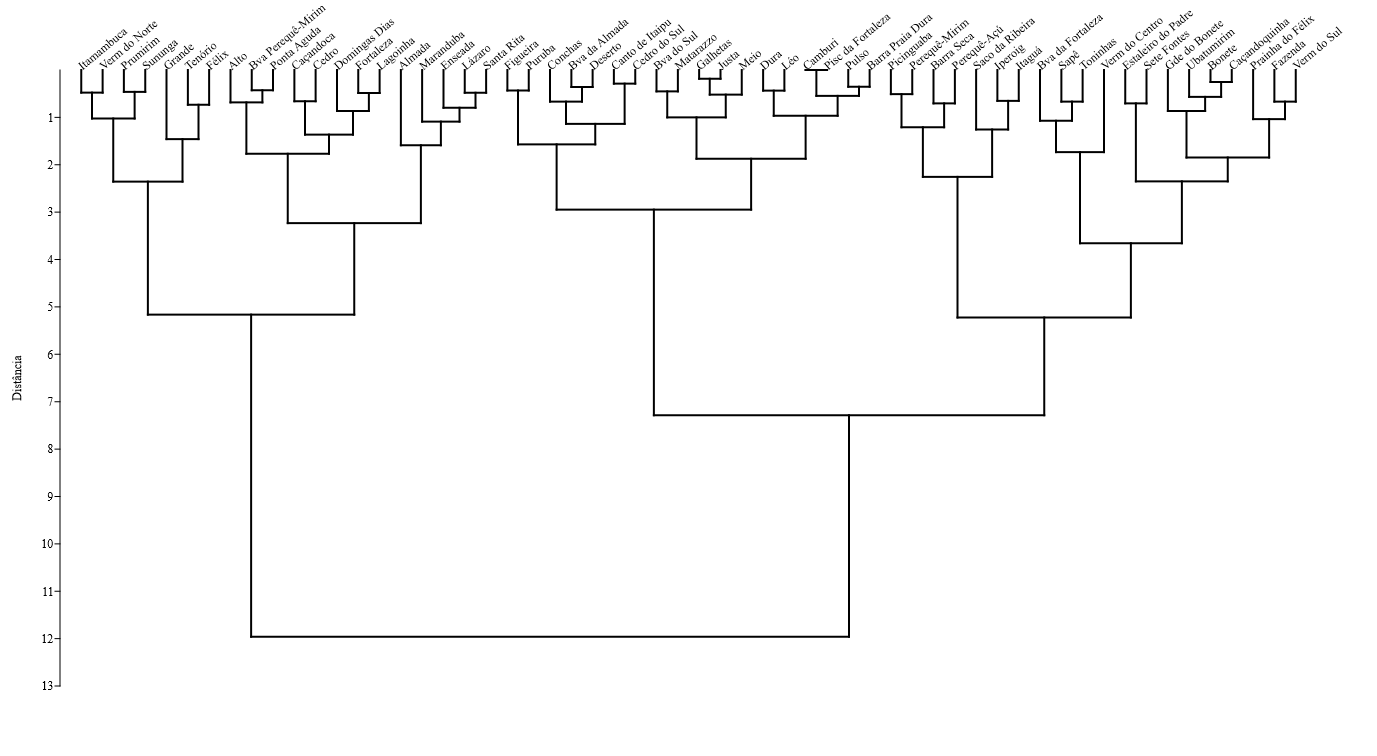 Itamambuca
Verm do Norte
Prumirim
Sununga
Grande
Tenório
Félix
Alto
Bva Perequê-Mirim
Ponta Aguda
Caçandoca
Cedro
Domingas Dias
Fortaleza
Lagoinha
Almada
Maranduba
Enseada
Lázaro
Santa Rita
Figueira
Puruba
Conchas
Bva da Almada
Deserto
Canto de Itaipu
Cedro do Sul
Bva do Sul
Matarazzo
Galhetas
Justa
Meio
Dura
Léo
Camburi
Pisc da Fortaleza
Pulso
Barra Praia Dura
Picinguaba
Perequê-Mirim
Barra Seca
Perequê-Açú
Saco da Ribeira
Iperoig
Itaguá
Bva da Fortaleza
Sapê
Toninhas
Verm do Centro
Estaleiro do Padre
Sete Fontes
Gde do Bonete
Ubatumirim
Bonete
Caçandoquinha
Prainha do Félix
Fazenda
Verm do Sul
1
2
3
4
5
6
7
8
9
10
11
12
13
Distância